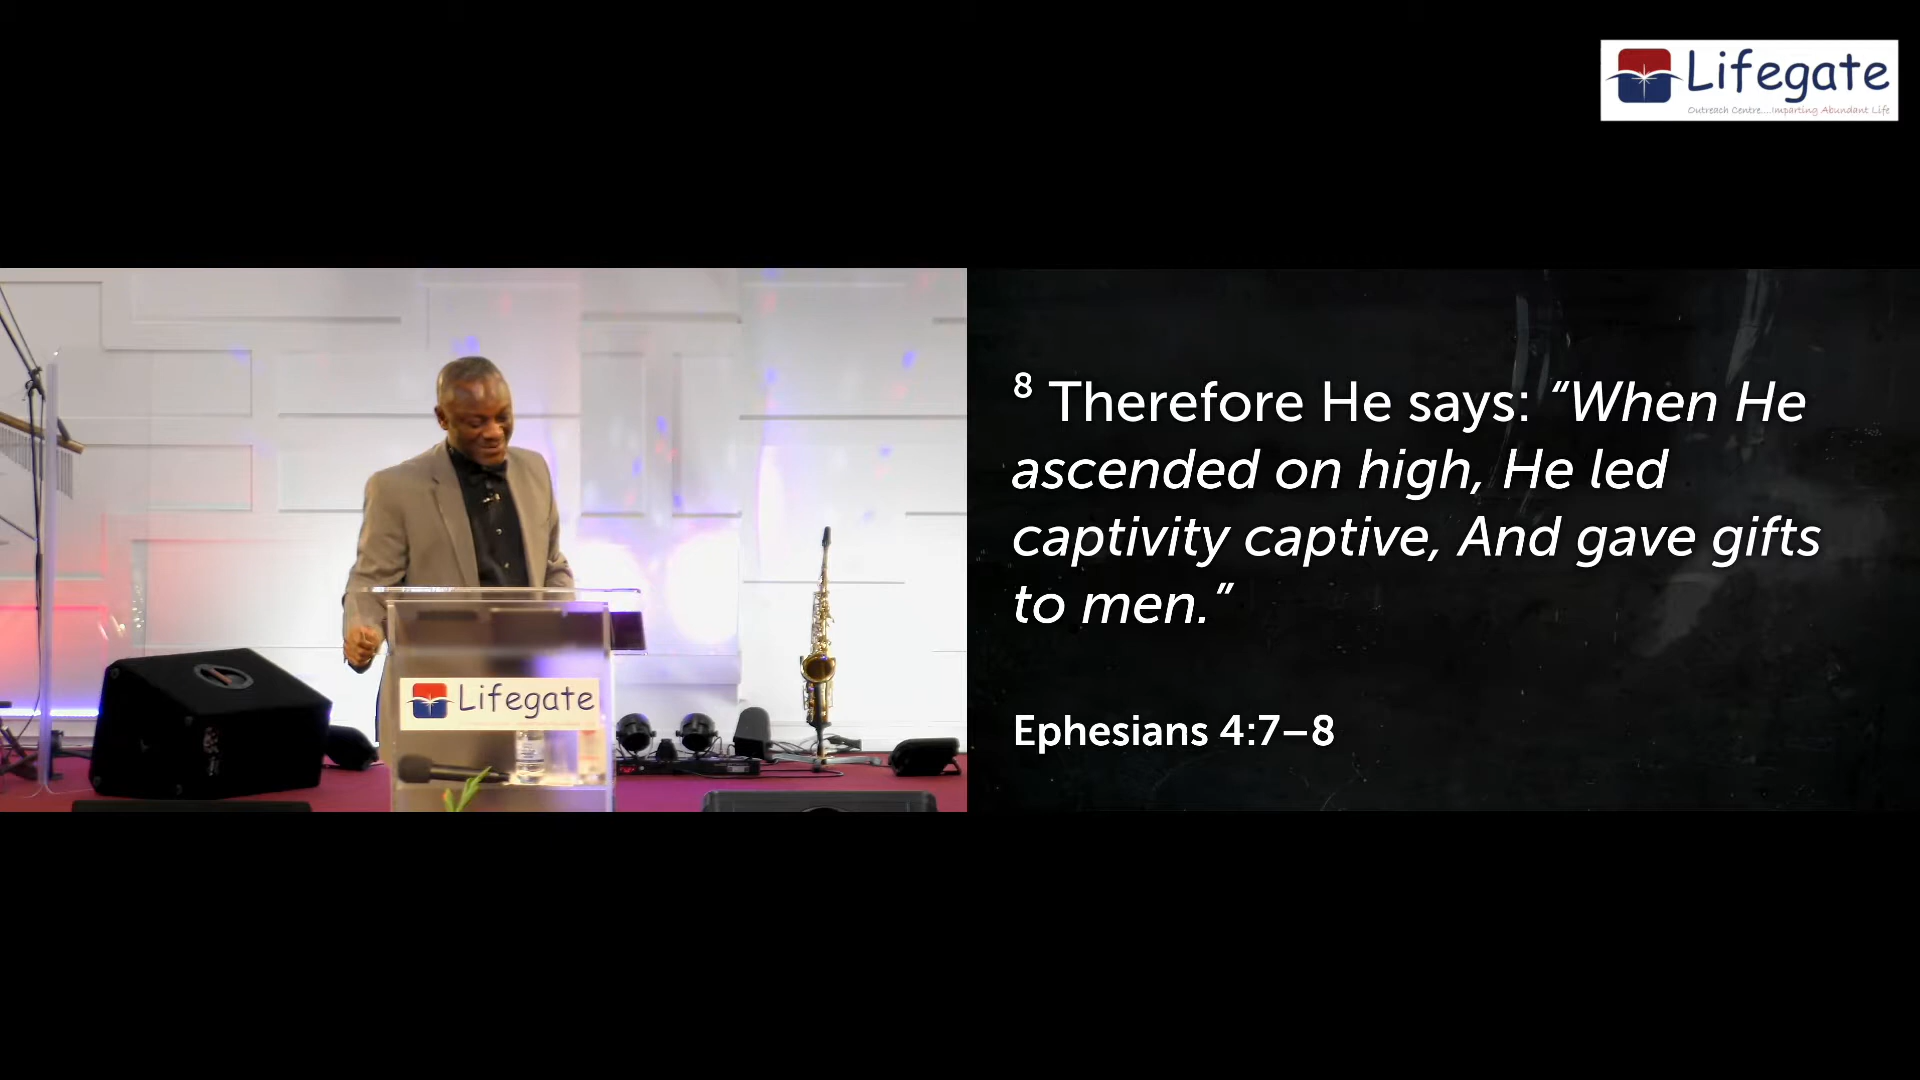 Lifegate
Outreach Centre....Imparting Abundant Life
8 Therefore He says: “When He
ascended on high, He led
captivity captive, And gave gifts
to men.”
Ephesians 4:7–8
Lifegate